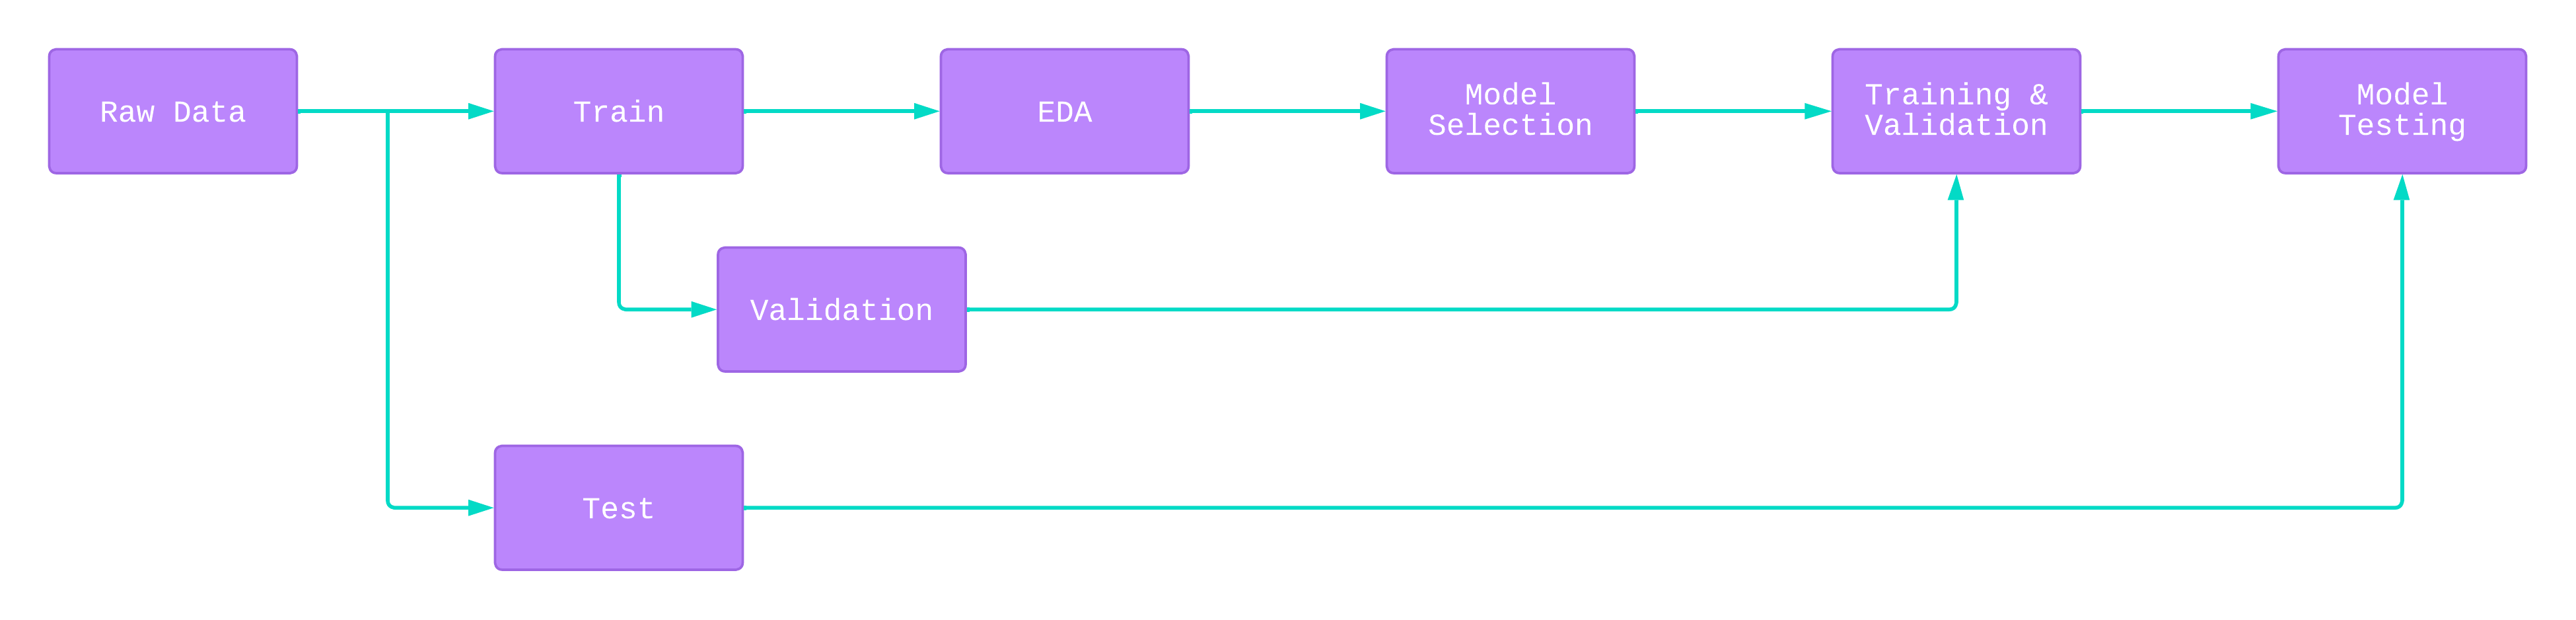 Raw Data
Train
EDA
Model
Selection
Training &
Validation
Model
Testing
Validation
Test